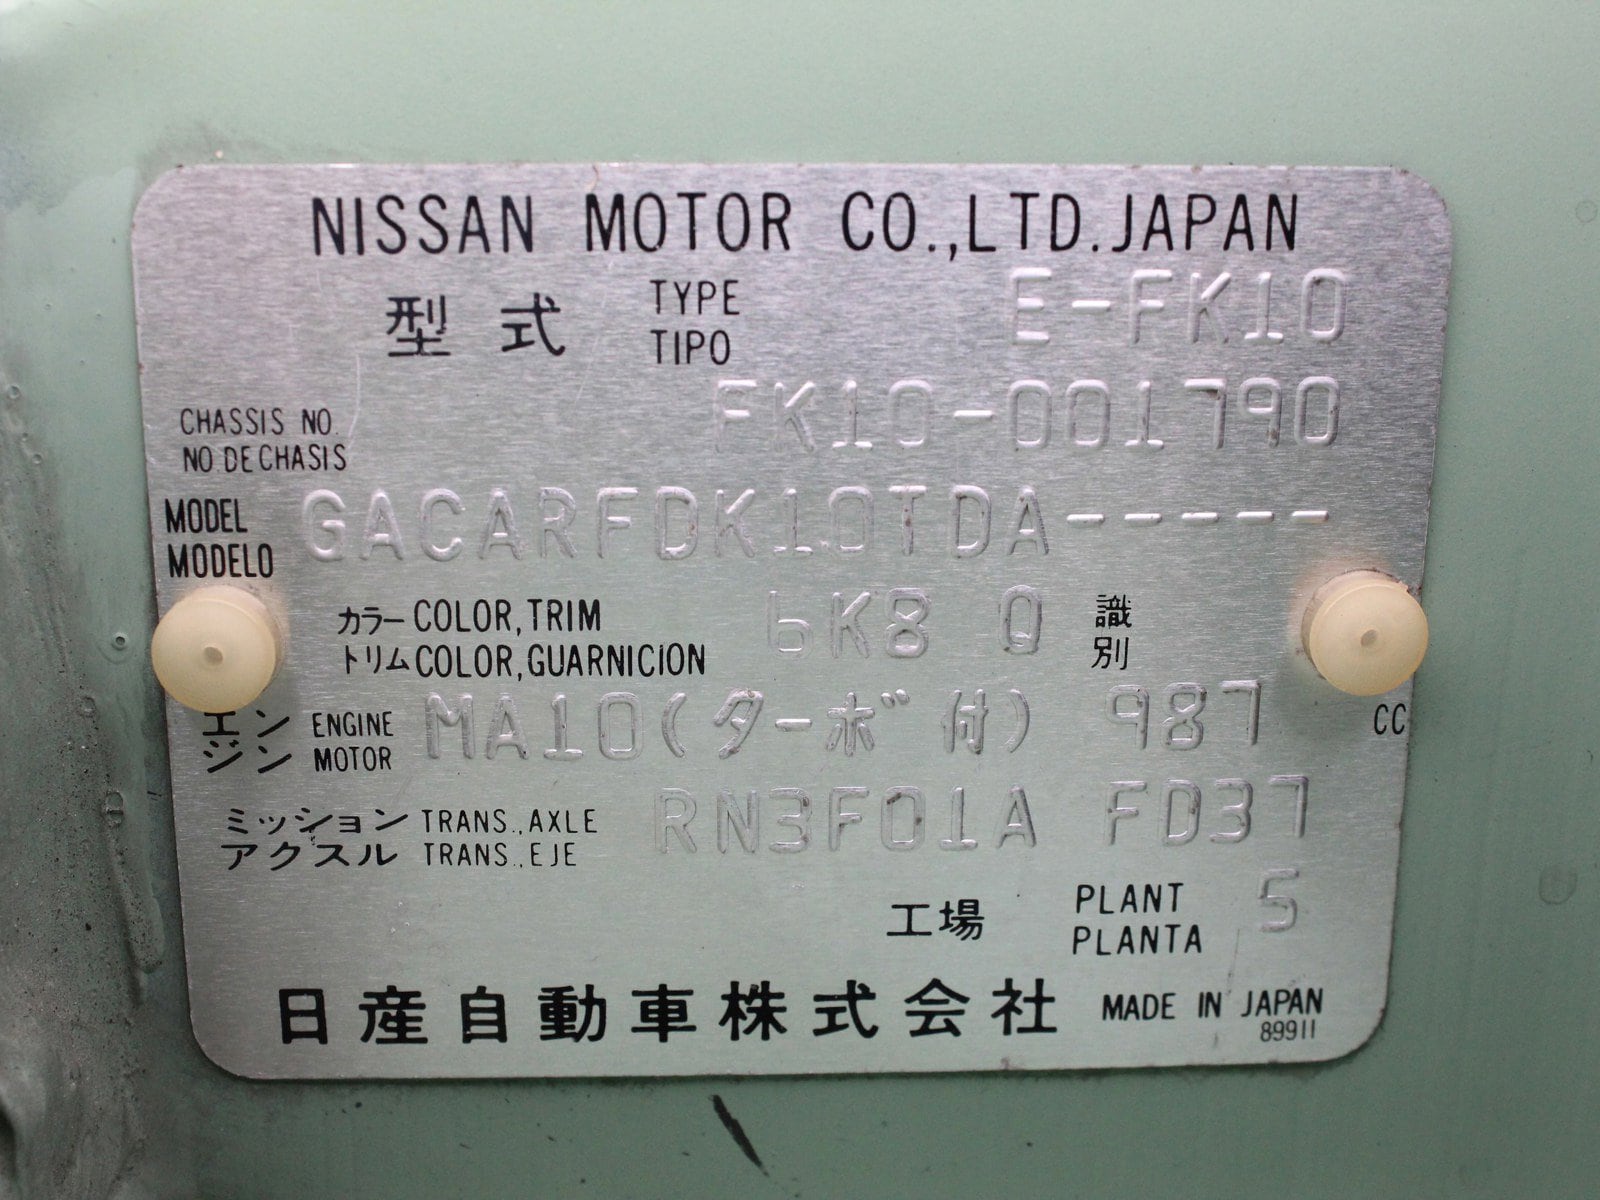 NISSAN MOTOR CO.,LTD.JAPAN
型式 TYPE E-FK10
TIPO
CHASSIS NO. FK10-001790
NO.DE CHASIS
MODEL GACARFDK10TDA-----
MODELO
カラー COLOR,TRIM 6K8 Q 識
トリム COLOR,GUARNICION 別
エン ENGINE MA10(ターボ付) 987 CC
ジン MOTOR
ミッション TRANS.,AXLE RN3F01A FD37
アクスル TRANS.,EJE
工場 PLANT 5
PLANTA
日産自動車株式会社 MADE IN JAPAN
89911